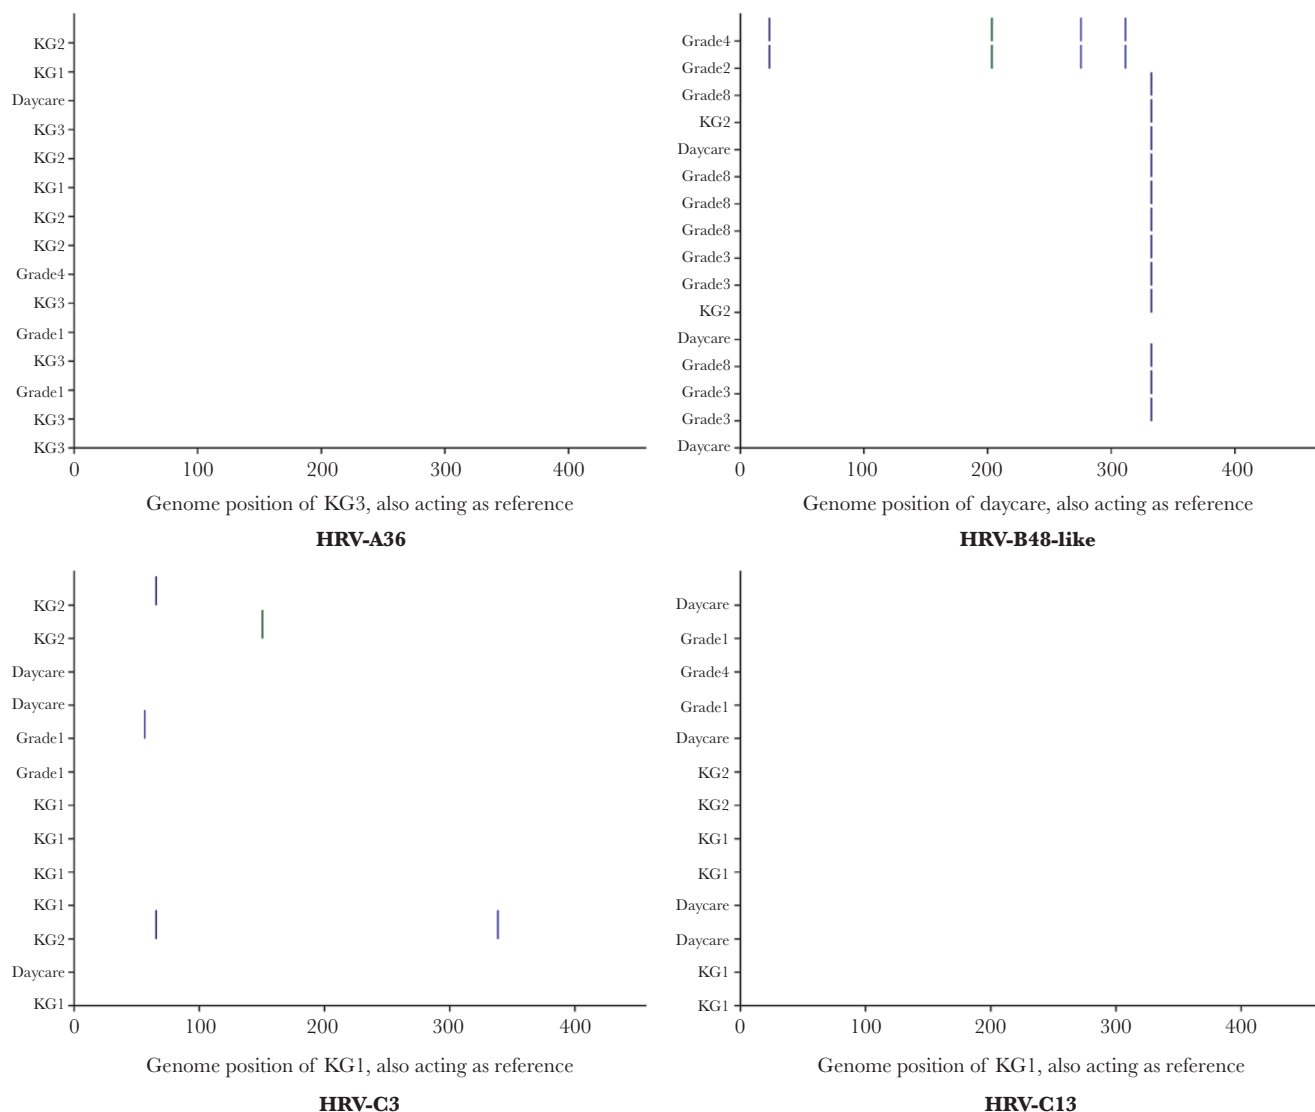 KG2
KG1
Daycare
KG3
KG2
KG1
KG2
KG2
Grade4
KG3
Grade1
KG3
Grade1
KG3
KG3
0 100 200 300 400
Genome position of KG3, also acting as reference
HRV-A36
Grade4
Grade2
Grade8
KG2
Daycare
Grade8
Grade8
Grade8
Grade3
Grade3
KG2
Daycare
Grade8
Grade3
Grade3
Daycare
0 100 200 300 400
Genome position of daycare, also acting as reference
HRV-B48-like
KG2
KG2
Daycare
Daycare
Grade1
Grade1
KG1
KG1
KG1
KG1
KG2
Daycare
KG1
0 100 200 300 400
Genome position of KG1, also acting as reference
HRV-C3
Daycare
Grade1
Grade4
Grade1
Daycare
KG2
KG2
KG1
KG1
Daycare
Daycare
KG1
KG1
0 100 200 300 400
Genome position of KG1, also acting as reference
HRV-C13